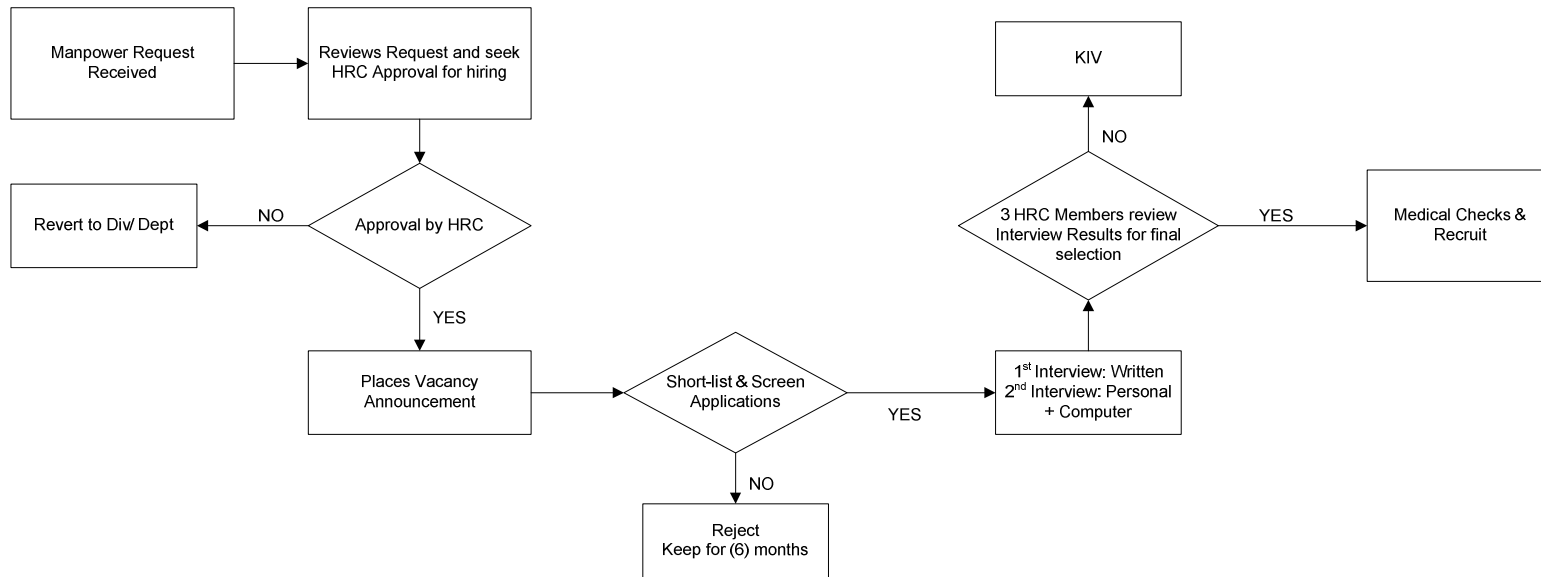 Manpower Request
Received
Reviews Request and seek
HRC Approval for hiring
Approval by HRC
NO
Revert to Div/ Dept
YES
Places Vacancy
Announcement
Short-list & Screen
Applications
NO
Reject
Keep for (6) months
YES
1st Interview: Written
2nd Interview: Personal
+ Computer
3 HRC Members review
Interview Results for final
selection
NO
KIV
YES
Medical Checks &
Recruit